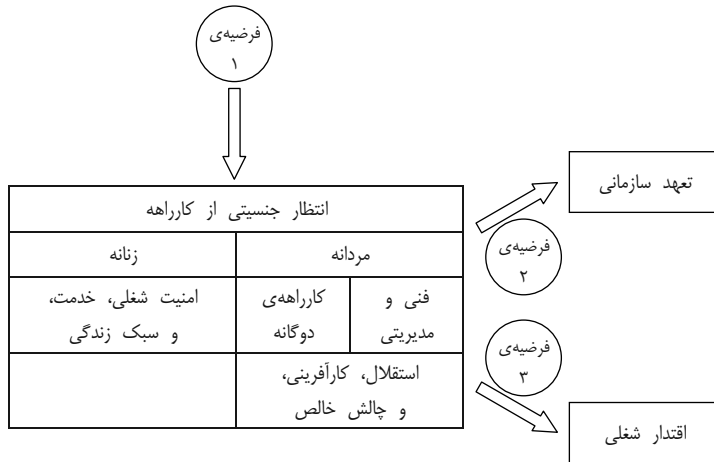 فرضیه‌ی
۱
تعهد سازمانی
انتظار جنسیتی از کارراهه
مردانه
زنانه
فرضیه‌ی
۲
فنی و
مدیریتی
کارراهه‌ی
دوگانه
امنیت شغلی، خدمت،
و سبک زندگی
فرضیه‌ی
۳
استقلال، کارآفرینی،
و چالش خالص
اقتدار شغلی